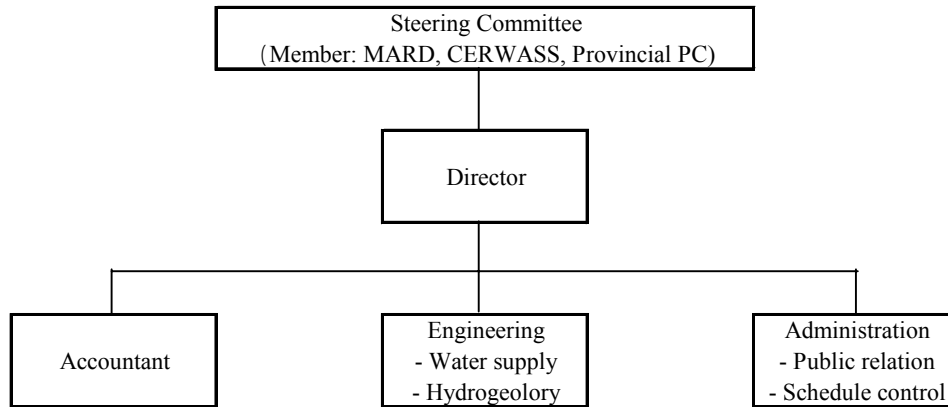 Steering Committee
(Member: MARD, CERWASS, Provincial PC)
Director
Accountant
Engineering
- Water supply
- Hydrogeolory
Administration
- Public relation
- Schedule control